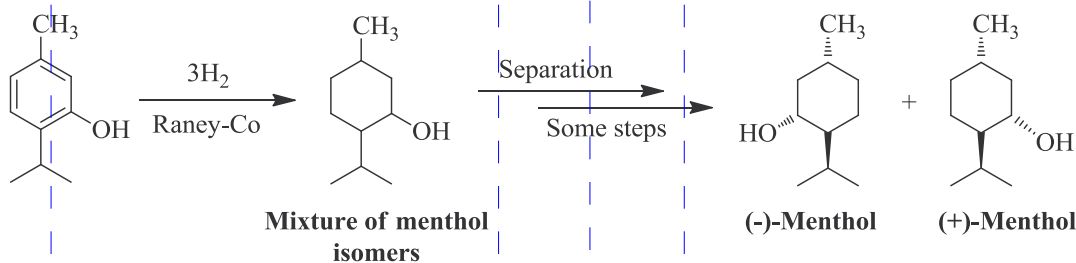 CH3
OH
3H2
Raney-Co
CH3
OH
Mixture of menthol
isomers
Separation
Some steps
CH3
HO
(-)-Menthol
+
CH3
OH
(+)-Menthol